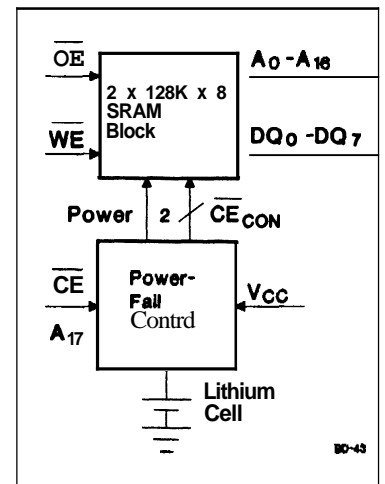 OE
A0-A16
2 x 128K x 8
SRAM
Block
WE
DQ0-DQ7
Power
2
CECON
CE
Power-
Fail
Contrd
VCC
A17
Lithium
Cell
BD-43